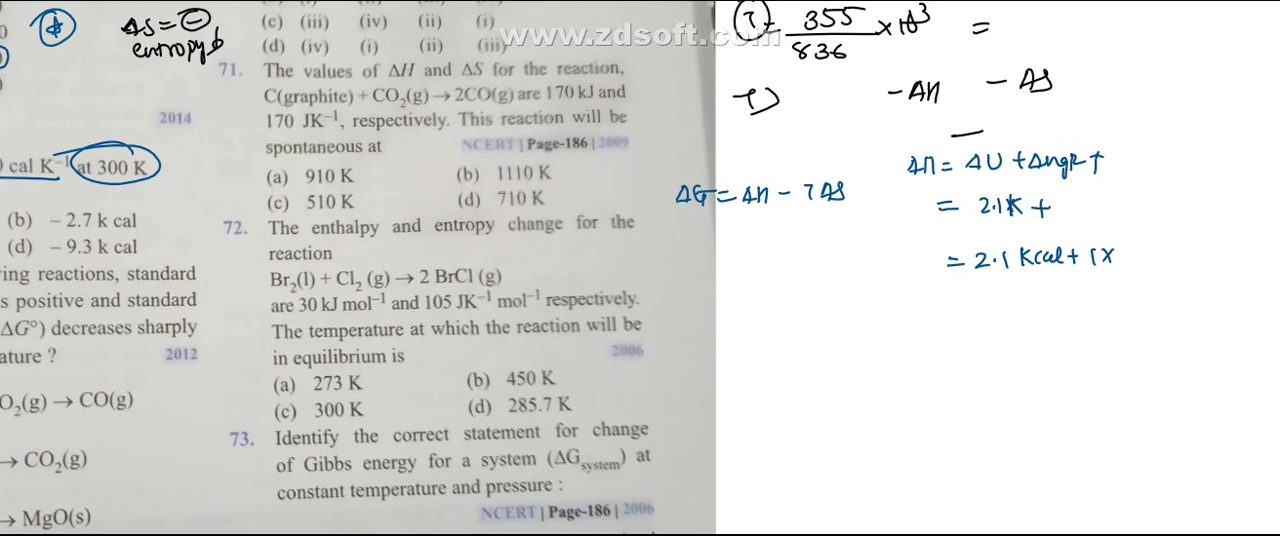 ΔS = ⊖
entropy ↓
(c) (iii) (iv) (ii) (i)
(d) (iv) (i) (ii) (iii)
www.zdsoft.com
71. The values of ΔH and ΔS for the reaction,
C(graphite) + CO₂(g) → 2CO(g) are 170 kJ and
170 JK⁻¹, respectively. This reaction will be
spontaneous at NCERT | Page-186 | 2009
(a) 910 K (b) 1110 K
(c) 510 K (d) 710 K
72. The enthalpy and entropy change for the
reaction
Br₂(l) + Cl₂ (g) → 2 BrCl (g)
are 30 kJ mol⁻¹ and 105 JK⁻¹ mol⁻¹ respectively.
The temperature at which the reaction will be
in equilibrium is 2006
(a) 273 K (b) 450 K
(c) 300 K (d) 285.7 K
73. Identify the correct statement for change
of Gibbs energy for a system (ΔG_system) at
constant temperature and pressure :
NCERT | Page-186 | 2006
2014
cal K⁻¹ at 300 K
(b) – 2.7 k cal
(d) – 9.3 k cal
ing reactions, standard
s positive and standard
ΔG°) decreases sharply
ature ? 2012
O₂(g) → CO(g)
→ CO₂(g)
→ MgO(s)
355
836
× 10³ =
- ΔH - ΔS
ΔG = ΔH - TΔS
ΔH = ΔU + ΔngRT
= 2.1K +
= 2.1 Kcal + 1×